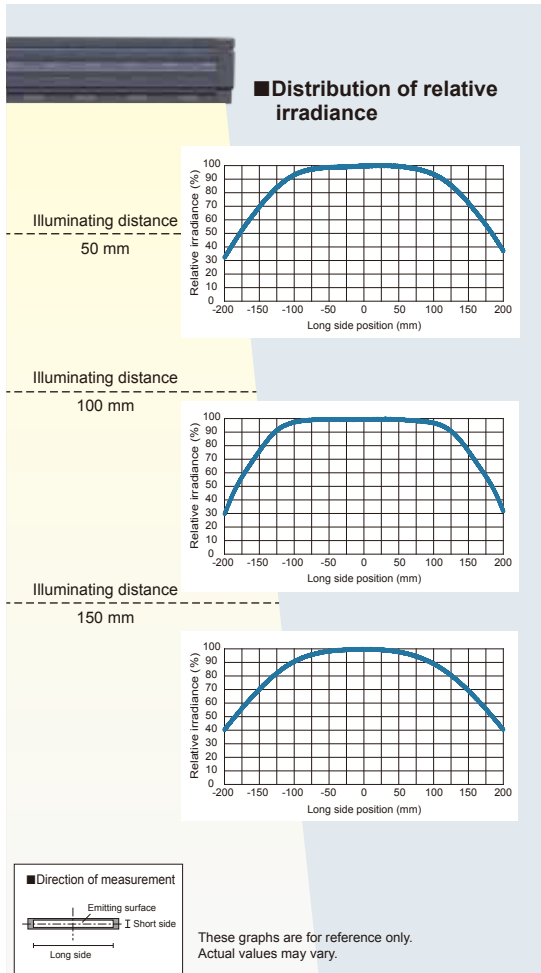 ■Distribution of relative
irradiance
Illuminating distance
50 mm
Relative irradiance (%)
100
90
80
70
60
50
40
30
20
10
0
-200 -150 -100 -50 0 50 100 150 200
Long side position (mm)
Illuminating distance
100 mm
Relative irradiance (%)
100
90
80
70
60
50
40
30
20
10
0
-200 -150 -100 -50 0 50 100 150 200
Long side position (mm)
Illuminating distance
150 mm
Relative irradiance (%)
100
90
80
70
60
50
40
30
20
10
0
-200 -150 -100 -50 0 50 100 150 200
Long side position (mm)
■Direction of measurement
Emitting surface
Short side
Long side
These graphs are for reference only.
Actual values may vary.